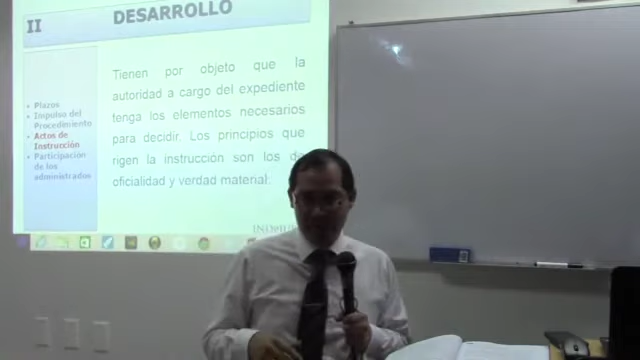 II
DESARROLLO
• Plazos
• Impulso del
Procedimiento
• Actos de
Instrucción
• Participación
de los
administrados
Tienen por objeto que la
autoridad a cargo del expediente
tenga los elementos necesarios
para decidir. Los principios que
rigen la instrucción son los de
oficialidad y verdad material.